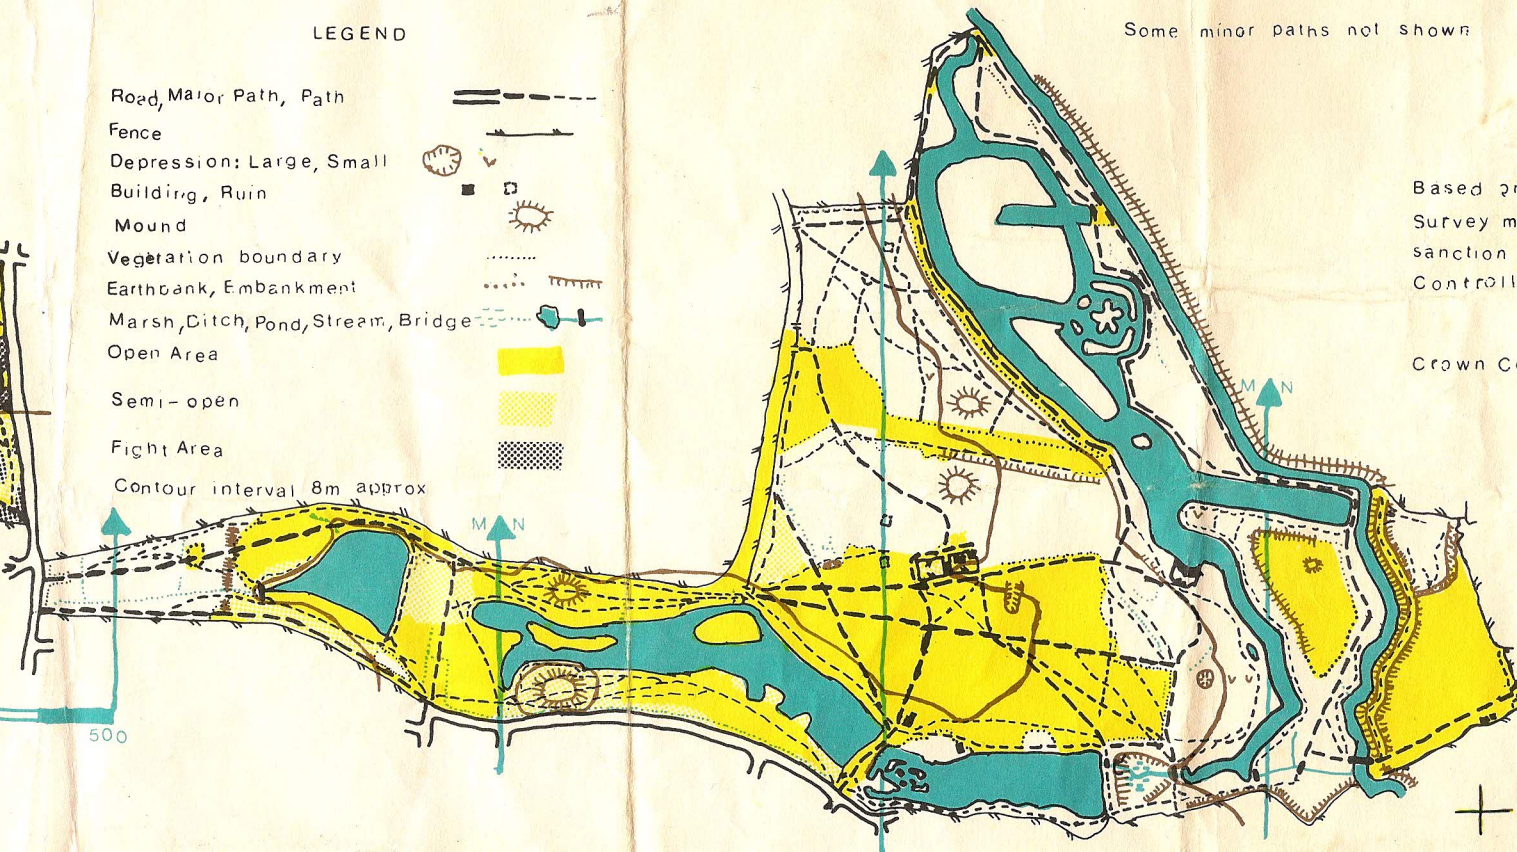 LEGEND
Some minor paths not shown
Road, Major Path, Path
Fence
Depression: Large, Small
Building, Ruin
Mound
Vegetation boundary
Earthbank, Embankment
Marsh, Ditch, Pond, Stream, Bridge
Open Area
Semi-open
Fight Area
Contour interval 8m approx
Based
Survey m
sanction
Controll
Crown C
M N
M N
500